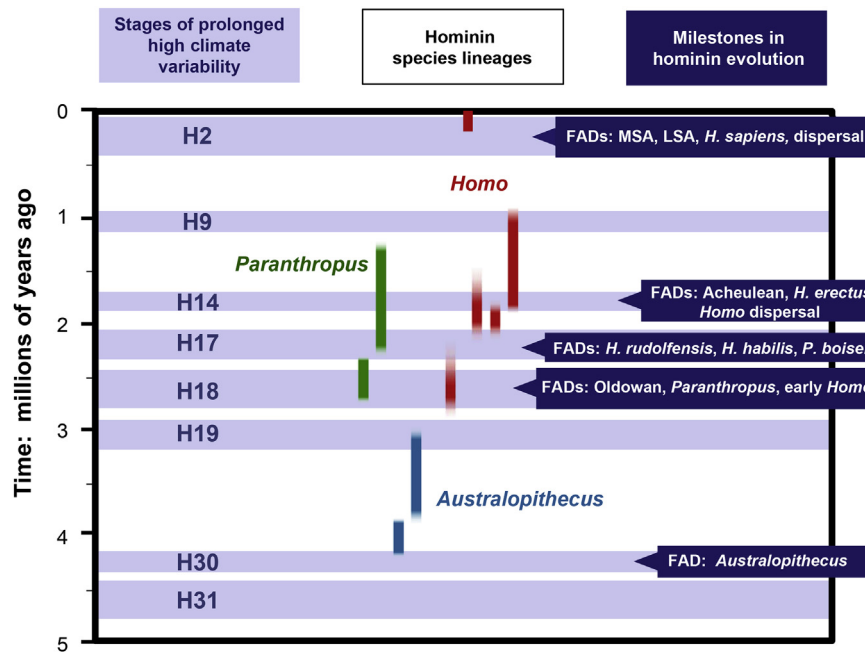 Stages of prolonged
high climate
variability
Hominin
species lineages
Milestones in
hominin evolution
Time: millions of years ago
0
1
2
3
4
5
H2
H9
H14
H17
H18
H19
H30
H31
Homo
Paranthropus
Australopithecus
FADs: MSA, LSA, H. sapiens, dispersal
FADs: Acheulean, H. erectus
Homo dispersal
FADs: H. rudolfensis, H. habilis, P. boisei
FADs: Oldowan, Paranthropus, early Homo
FAD: Australopithecus